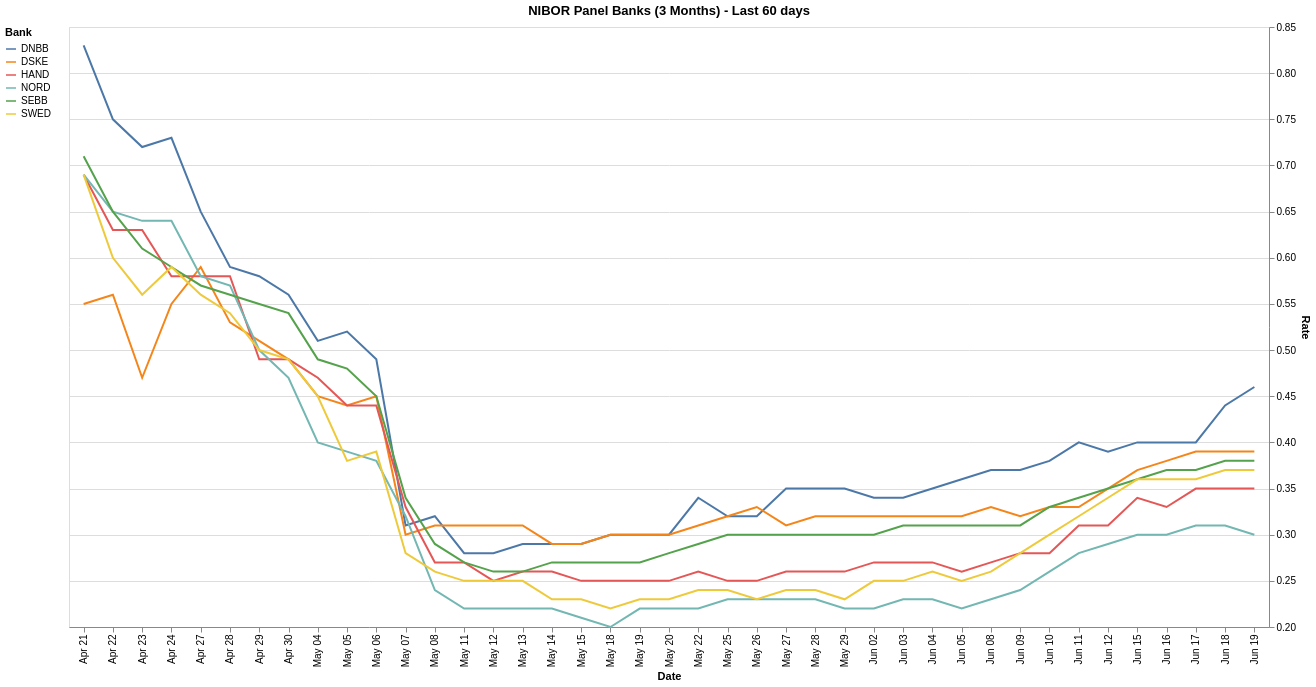 NIBOR Panel Banks (3 Months) - Last 60 days
Bank
DNBB
DSKE
HAND
NORD
SEBB
SWED
0.85
0.80
0.75
0.70
0.65
0.60
0.55
0.50
0.45
0.40
0.35
0.30
0.25
0.20
Rate
Apr 21
Apr 22
Apr 23
Apr 24
Apr 27
Apr 28
Apr 29
Apr 30
May 04
May 05
May 06
May 07
May 08
May 11
May 12
May 13
May 14
May 15
May 18
May 19
May 20
May 22
May 25
May 26
May 27
May 28
May 29
Jun 02
Jun 03
Jun 04
Jun 05
Jun 08
Jun 09
Jun 10
Jun 11
Jun 12
Jun 15
Jun 16
Jun 17
Jun 18
Jun 19
Date